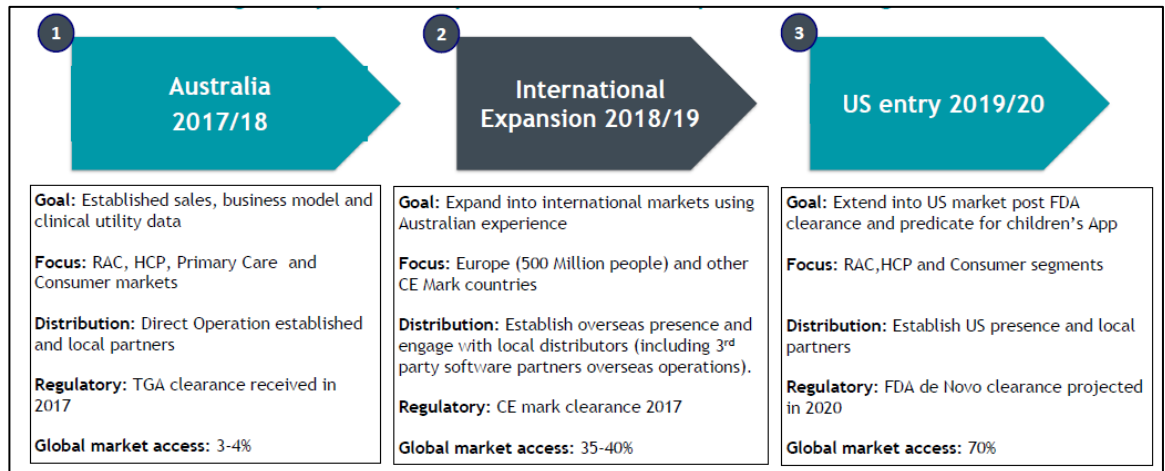 1
Australia
2017/18
Goal: Established sales, business model and
clinical utility data
Focus: RAC, HCP, Primary Care and
Consumer markets
Distribution: Direct Operation established
and local partners
Regulatory: TGA clearance received in
2017
Global market access: 3-4%
2
International
Expansion 2018/19
Goal: Expand into international markets using
Australian experience
Focus: Europe (500 Million people) and other
CE Mark countries
Distribution: Establish overseas presence and
engage with local distributors (including 3rd
party software partners overseas operations).
Regulatory: CE mark clearance 2017
Global market access: 35-40%
3
US entry 2019/20
Goal: Extend into US market post FDA
clearance and predicate for children's App
Focus: RAC,HCP and Consumer segments
Distribution: Establish US presence and local
partners
Regulatory: FDA de Novo clearance projected
in 2020
Global market access: 70%